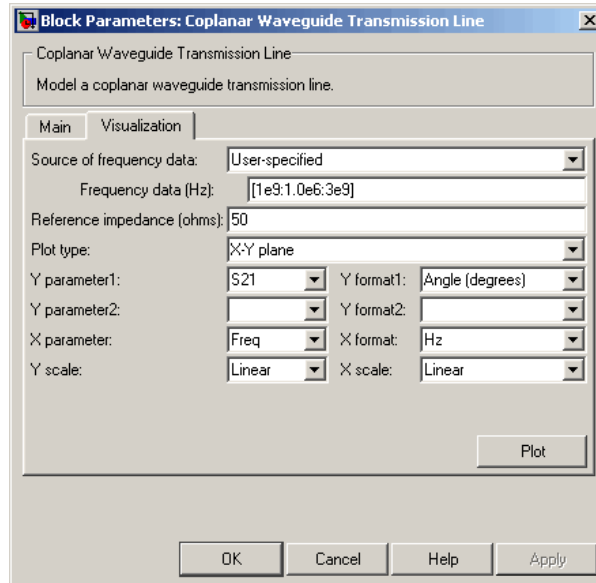 Block Parameters: Coplanar Waveguide Transmission Line
Coplanar Waveguide Transmission Line
Model a coplanar waveguide transmission line.
Main Visualization
Source of frequency data: User-specified
Frequency data (Hz): [1e9:1.0e6:3e9]
Reference impedance (ohms): 50
Plot type: X-Y plane
Y parameter1: S21 Y format1: Angle (degrees)
Y parameter2: Y format2:
X parameter: Freq X format: Hz
Y scale: Linear X scale: Linear
Plot
OK Cancel Help Apply